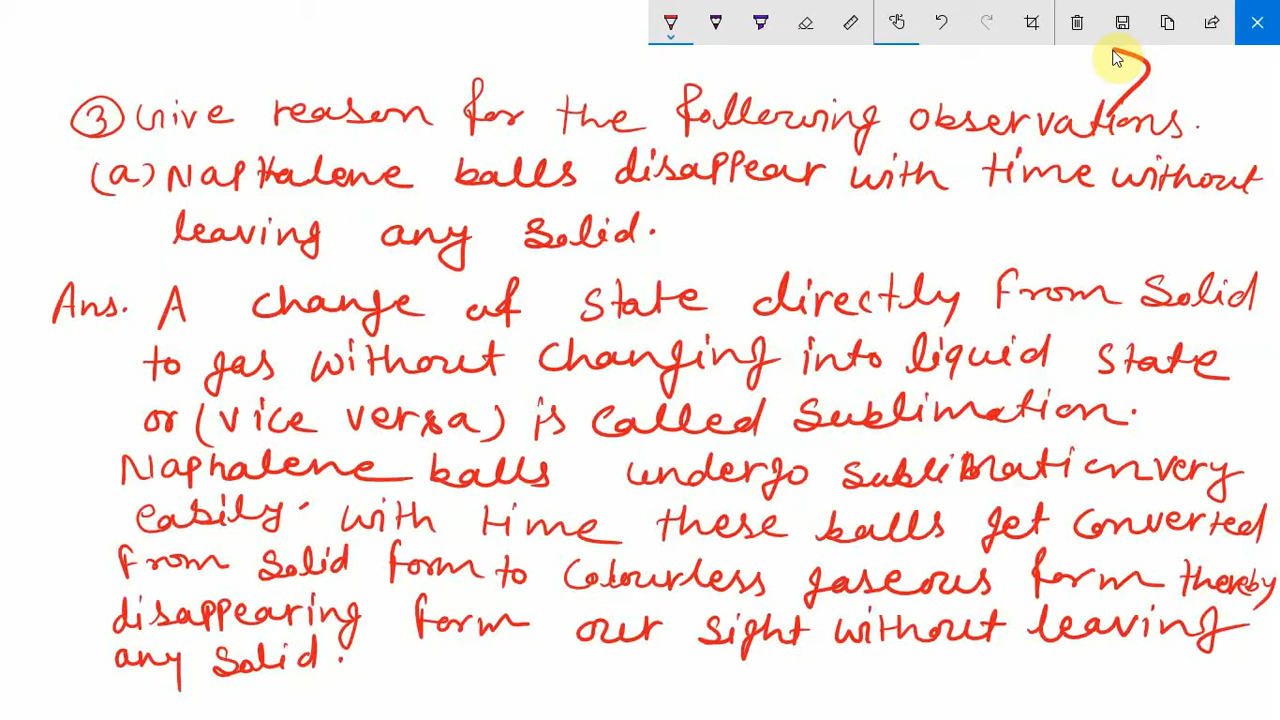 ③ Give reason for the following observations.
(a) Naphtalene balls disappear with time without
leaving any solid.
Ans. A change of state directly from solid
to gas without changing into liquid state
or (vice versa) is called sublimation.
Naphalene balls undergo sublimation very
easily. with time these balls get converted
from solid form to colourless gaseous form thereby
disappearing form our sight without leaving
any solid.